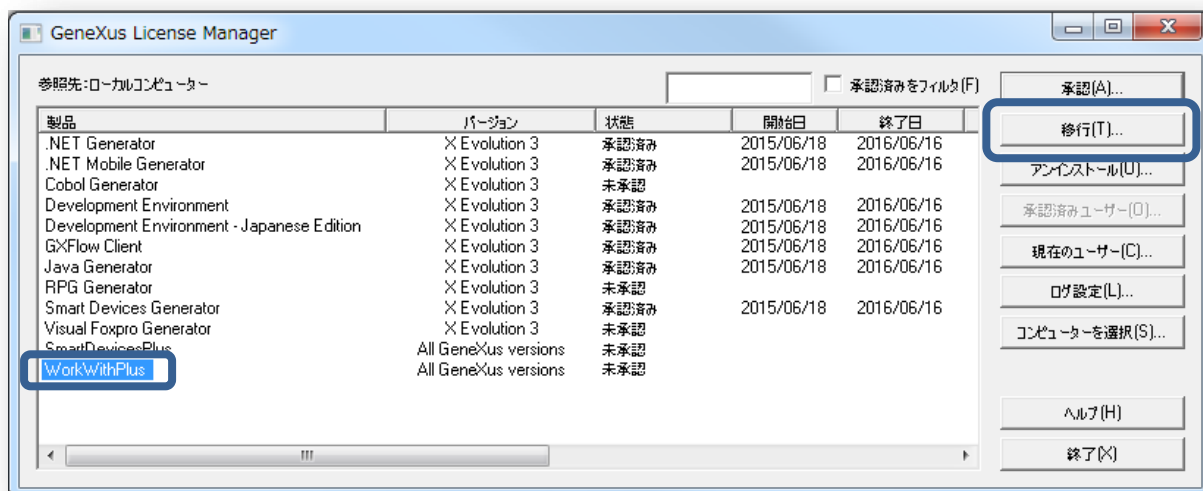 GeneXus License Manager
参照先:ローカルコンピューター
承認済みをフィルタ(F)
承認(A)...
製品 バージョン 状態 開始日 終了日
移行(T)...
.NET Generator X Evolution 3 承認済み 2015/06/18 2016/06/16
.NET Mobile Generator X Evolution 3 承認済み 2015/06/18 2016/06/16
アンインストール(U)...
Cobol Generator X Evolution 3 未承認
Development Environment X Evolution 3 承認済み 2015/06/18 2016/06/16
承認済みユーザー(O)...
Development Environment - Japanese Edition X Evolution 3 承認済み 2015/06/18 2016/06/16
GXFlow Client X Evolution 3 承認済み 2015/06/18 2016/06/16
現在のユーザー(C)...
Java Generator X Evolution 3 承認済み 2015/06/18 2016/06/16
RPG Generator X Evolution 3 未承認
ログ設定(L)...
Smart Devices Generator X Evolution 3 承認済み 2015/06/18 2016/06/16
Visual Foxpro Generator X Evolution 3 未承認
コンピューターを選択(S)...
SmartDevicesPlus All GeneXus versions 未承認
WorkWithPlus All GeneXus versions 未承認
ヘルプ(H)
終了(X)